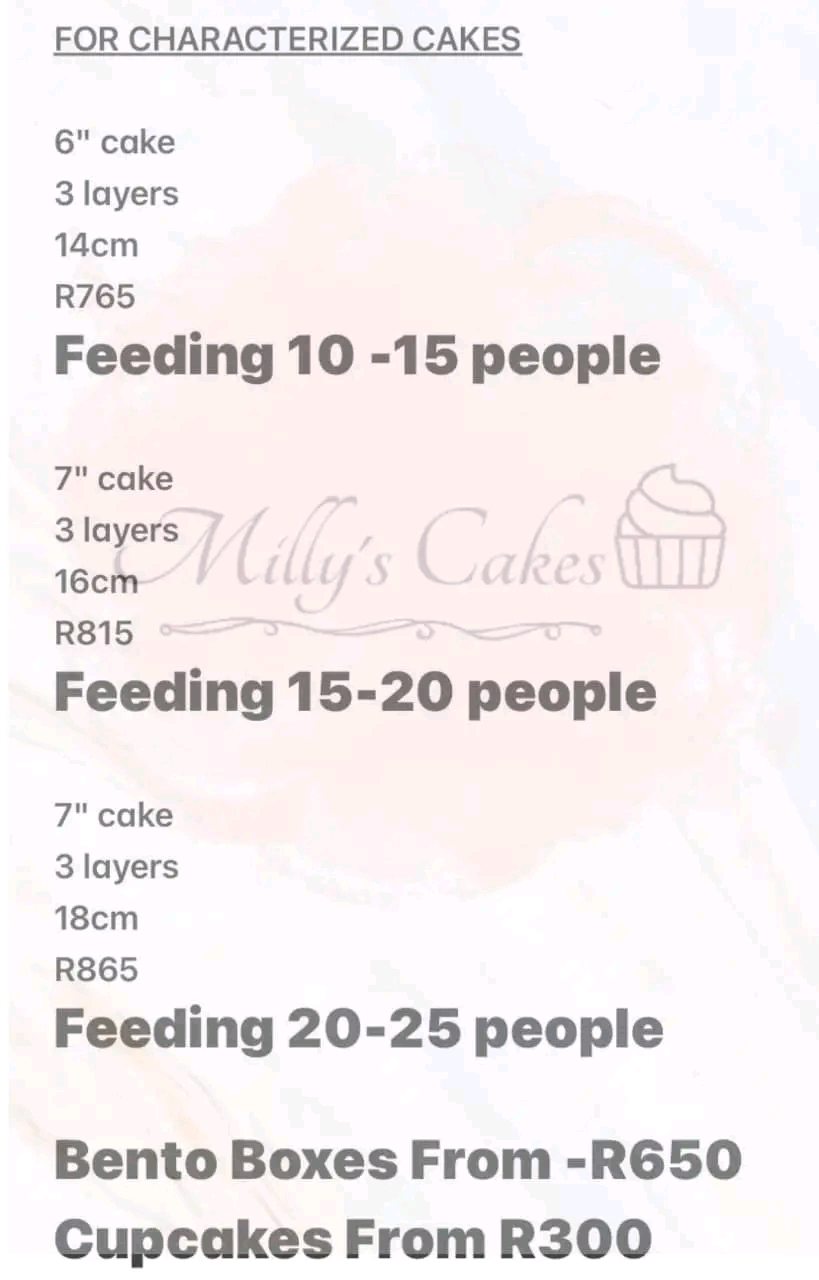 FOR CHARACTERIZED CAKES
6" cake
3 layers
14cm
R765
Feeding 10 -15 people
7" cake
3 layers
Milly's Cakes
16cm
R815
Feeding 15-20 people
7" cake
3 layers
18cm
R865
Feeding 20-25 people
Bento Boxes From -R650
Cupcakes From R300